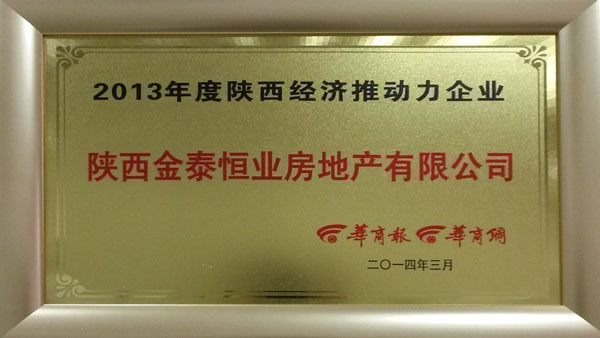 2013年度陕西经济推动力企业
陕西金泰恒业房地产有限公司
華商報 華商網
二〇一四年三月